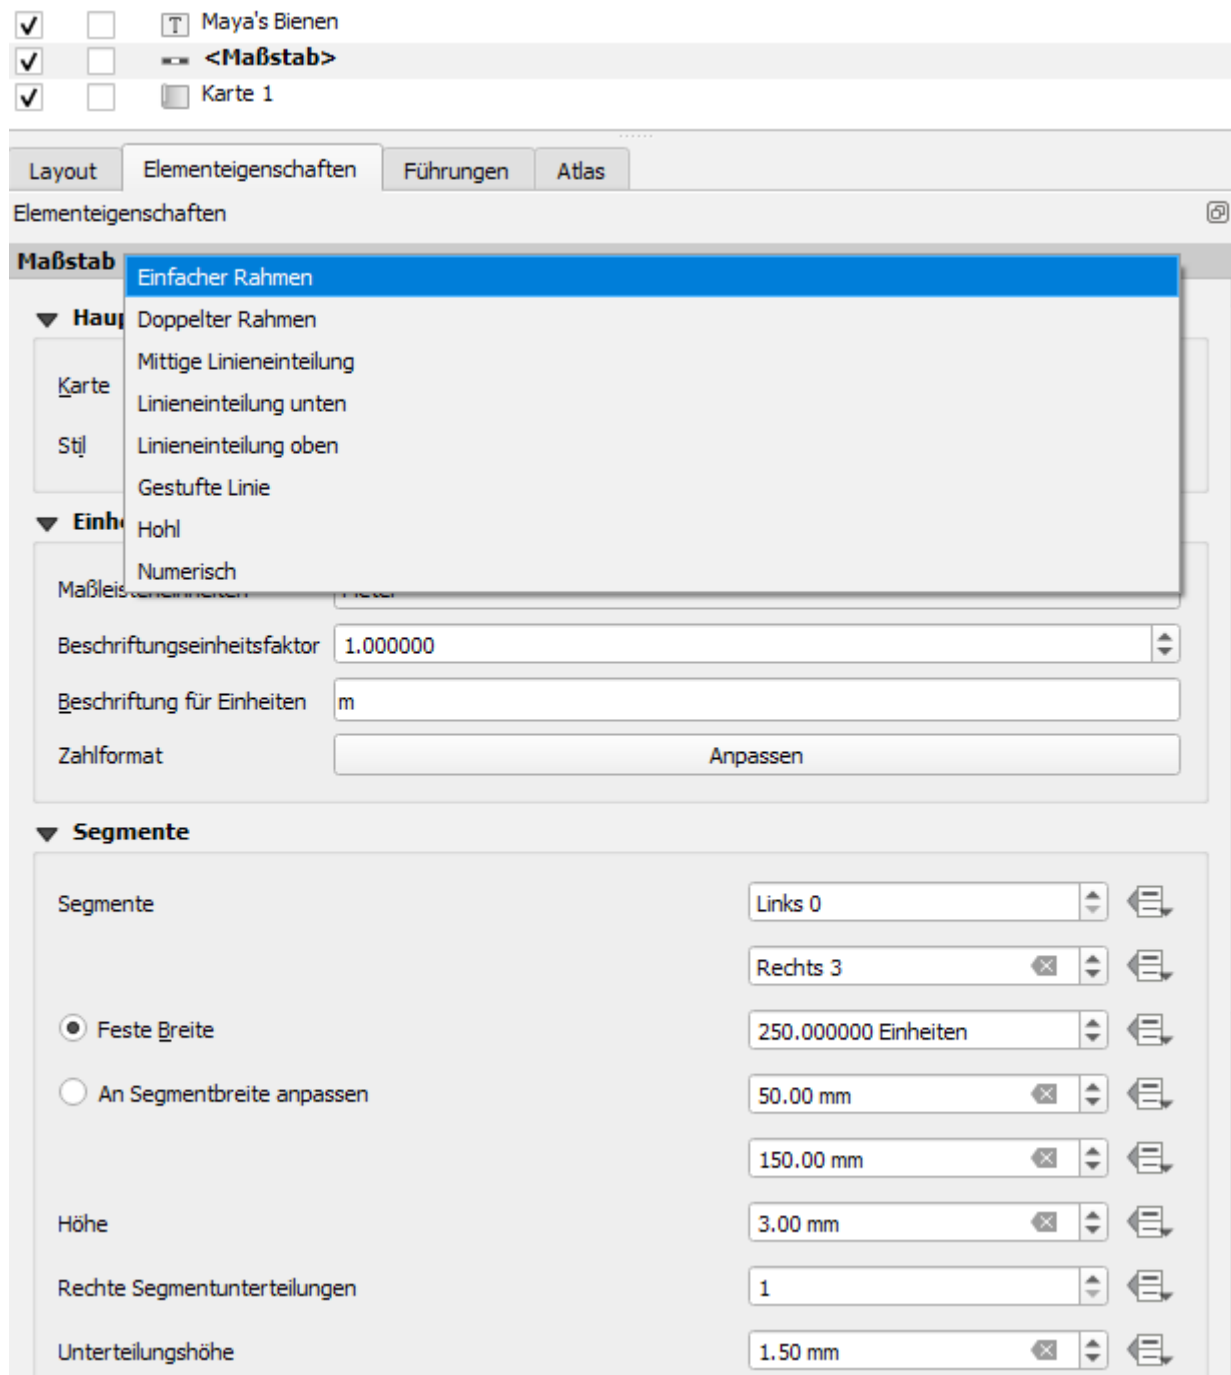 Maya's Bienen
<Maßstab>
Karte 1
Layout Elementeigenschaften Führungen Atlas
Elementeigenschaften
Maßstab
Einfacher Rahmen
Doppelter Rahmen
Mittige Linieneinteilung
Karte
Linieneinteilung unten
Stil Linieneinteilung oben
Gestufte Linie
Hohl
Numerisch
Beschriftungseinheitsfaktor 1.000000
Beschriftung für Einheiten m
Zahlformat Anpassen
Segmente
Segmente Links 0
Rechts 3
Feste Breite 250.000000 Einheiten
An Segmentbreite anpassen 50.00 mm
150.00 mm
Höhe 3.00 mm
Rechte Segmentunterteilungen 1
Unterteilungshöhe 1.50 mm